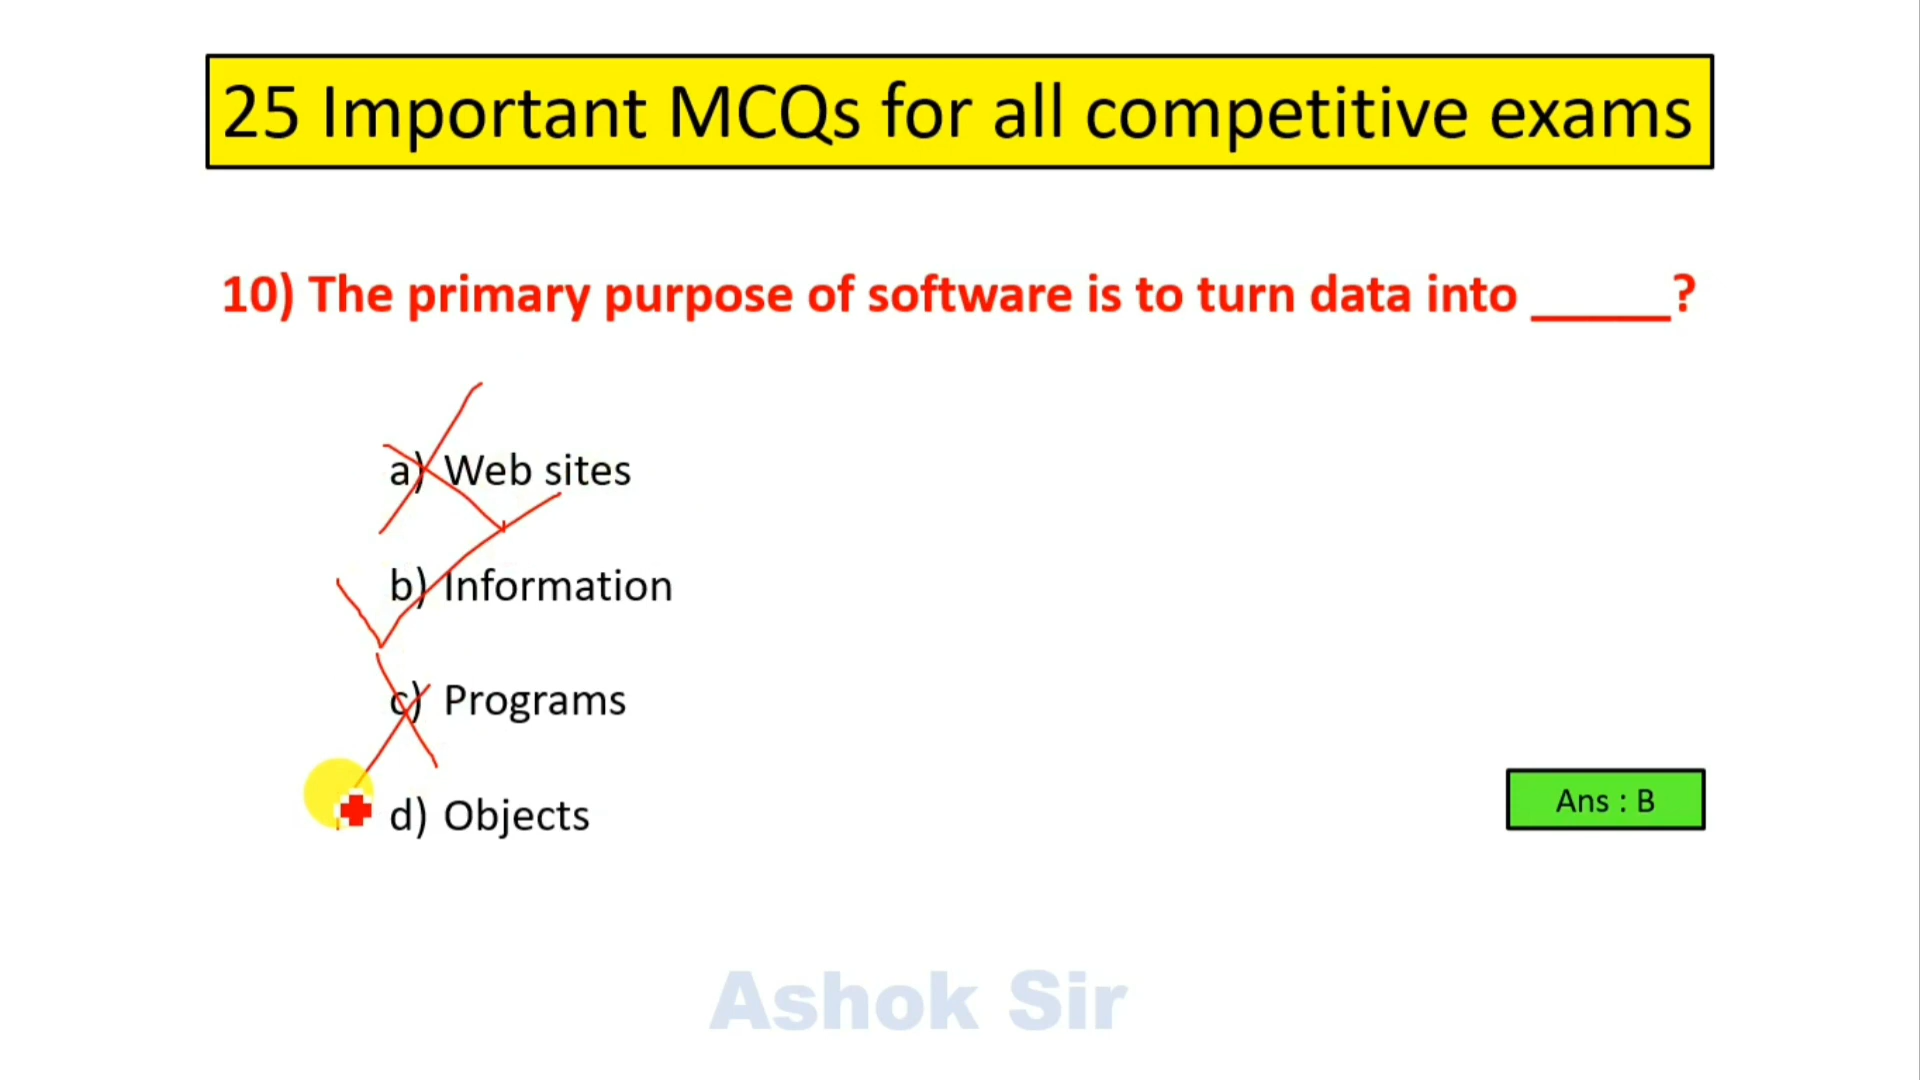 25 Important MCQs for all competitive exams
10) The primary purpose of software is to turn data into ______?
a) Web sites
b) Information
c) Programs
d) Objects
Ans : B
Ashok Sir